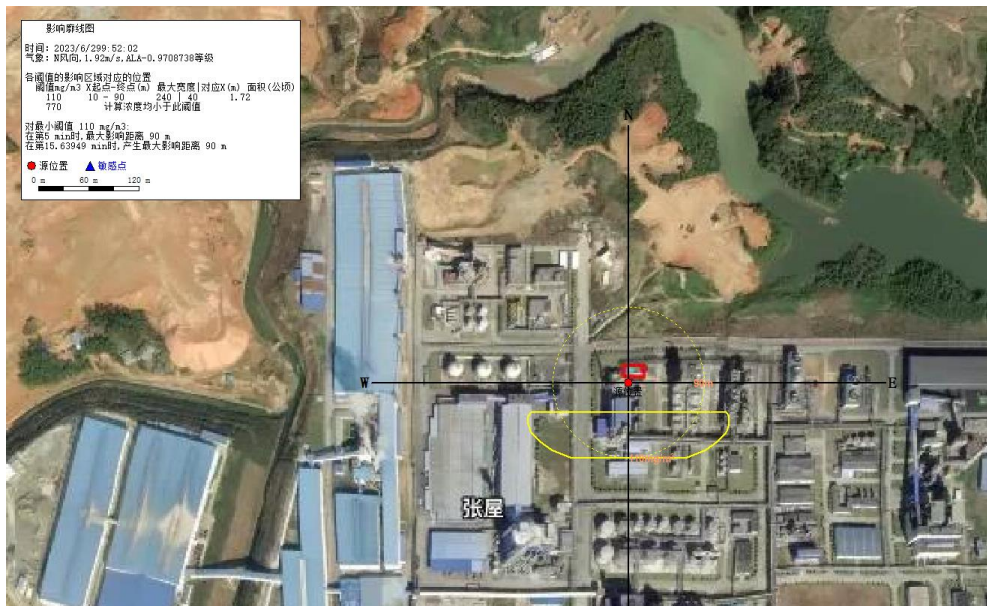 影响廓线图
时间: 2023/6/299:52:02
气象: N风向,1.92m/s,ALA-0.9708738等级
各阈值的影响区域对应的位置
阈值mg/m3 X起点-终点(m) 最大宽度|对应X(m) 面积(公顷)
110 10 - 90 240 | 40 1.72
770 计算浓度均小于此阈值
对最小阈值 110 mg/m3:
在第5 min时,最大影响距离 90 m
在第15.63949 min时,产生最大影响距离 90 m
源位置 敏感点
0 m 60 m 120 m
N
W
E
源位置
张屋